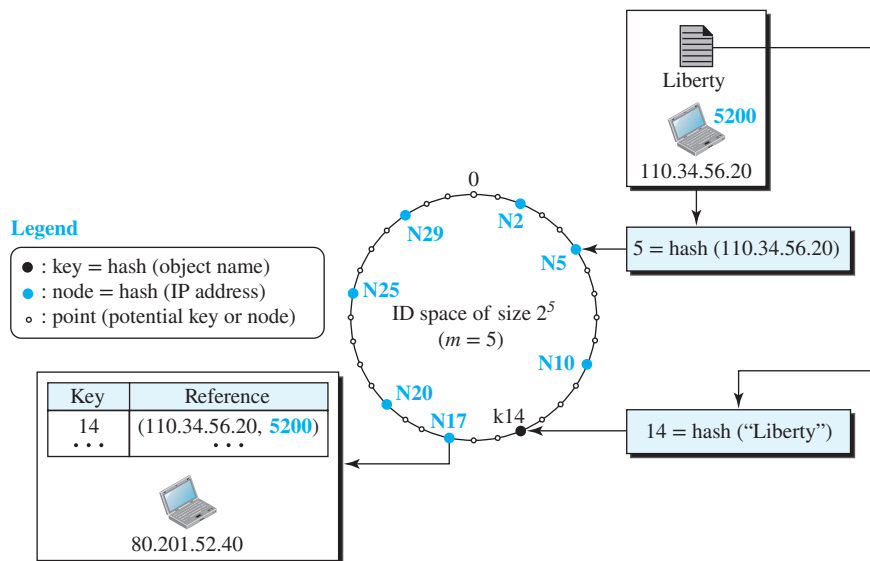 Liberty
5200
110.34.56.20
0
N2
N29
N5
5 = hash (110.34.56.20)
Legend
: key = hash (object name)
: node = hash (IP address)
: point (potential key or node)
N25
ID space of size 2⁵
(m = 5)
N10
N20
N17
k14
14 = hash (“Liberty”)
Key Reference
14 (110.34.56.20, 5200)
• • • • • •
80.201.52.40